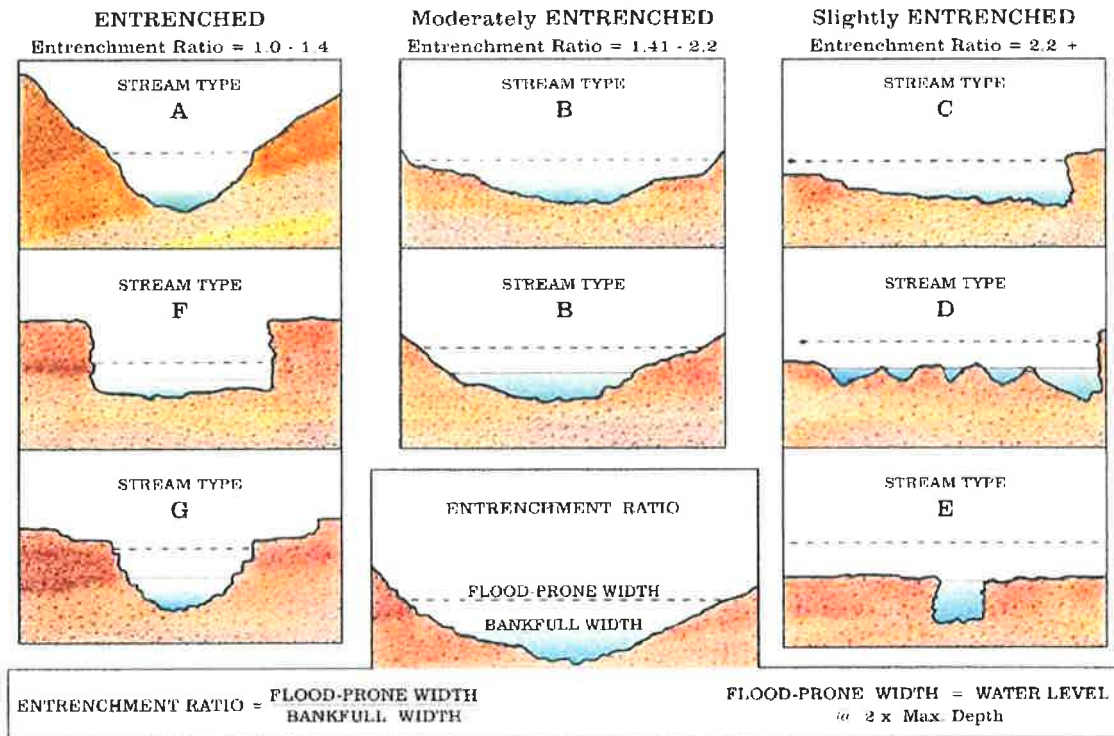 ENTRENCHED
Entrenchment Ratio = 1.0 - 1.4
STREAM TYPE
A
STREAM TYPE
F
STREAM TYPE
G
Moderately ENTRENCHED
Entrenchment Ratio = 1.41 - 2.2
STREAM TYPE
B
STREAM TYPE
B
ENTRENCHMENT RATIO
FLOOD-PRONE WIDTH
BANKFULL WIDTH
Slightly ENTRENCHED
Entrenchment Ratio = 2.2 +
STREAM TYPE
C
STREAM TYPE
D
STREAM TYPE
E
ENTRENCHMENT RATIO = FLOOD-PRONE WIDTH
BANKFULL WIDTH
FLOOD-PRONE WIDTH = WATER LEVEL
@ 2 x Max. Depth